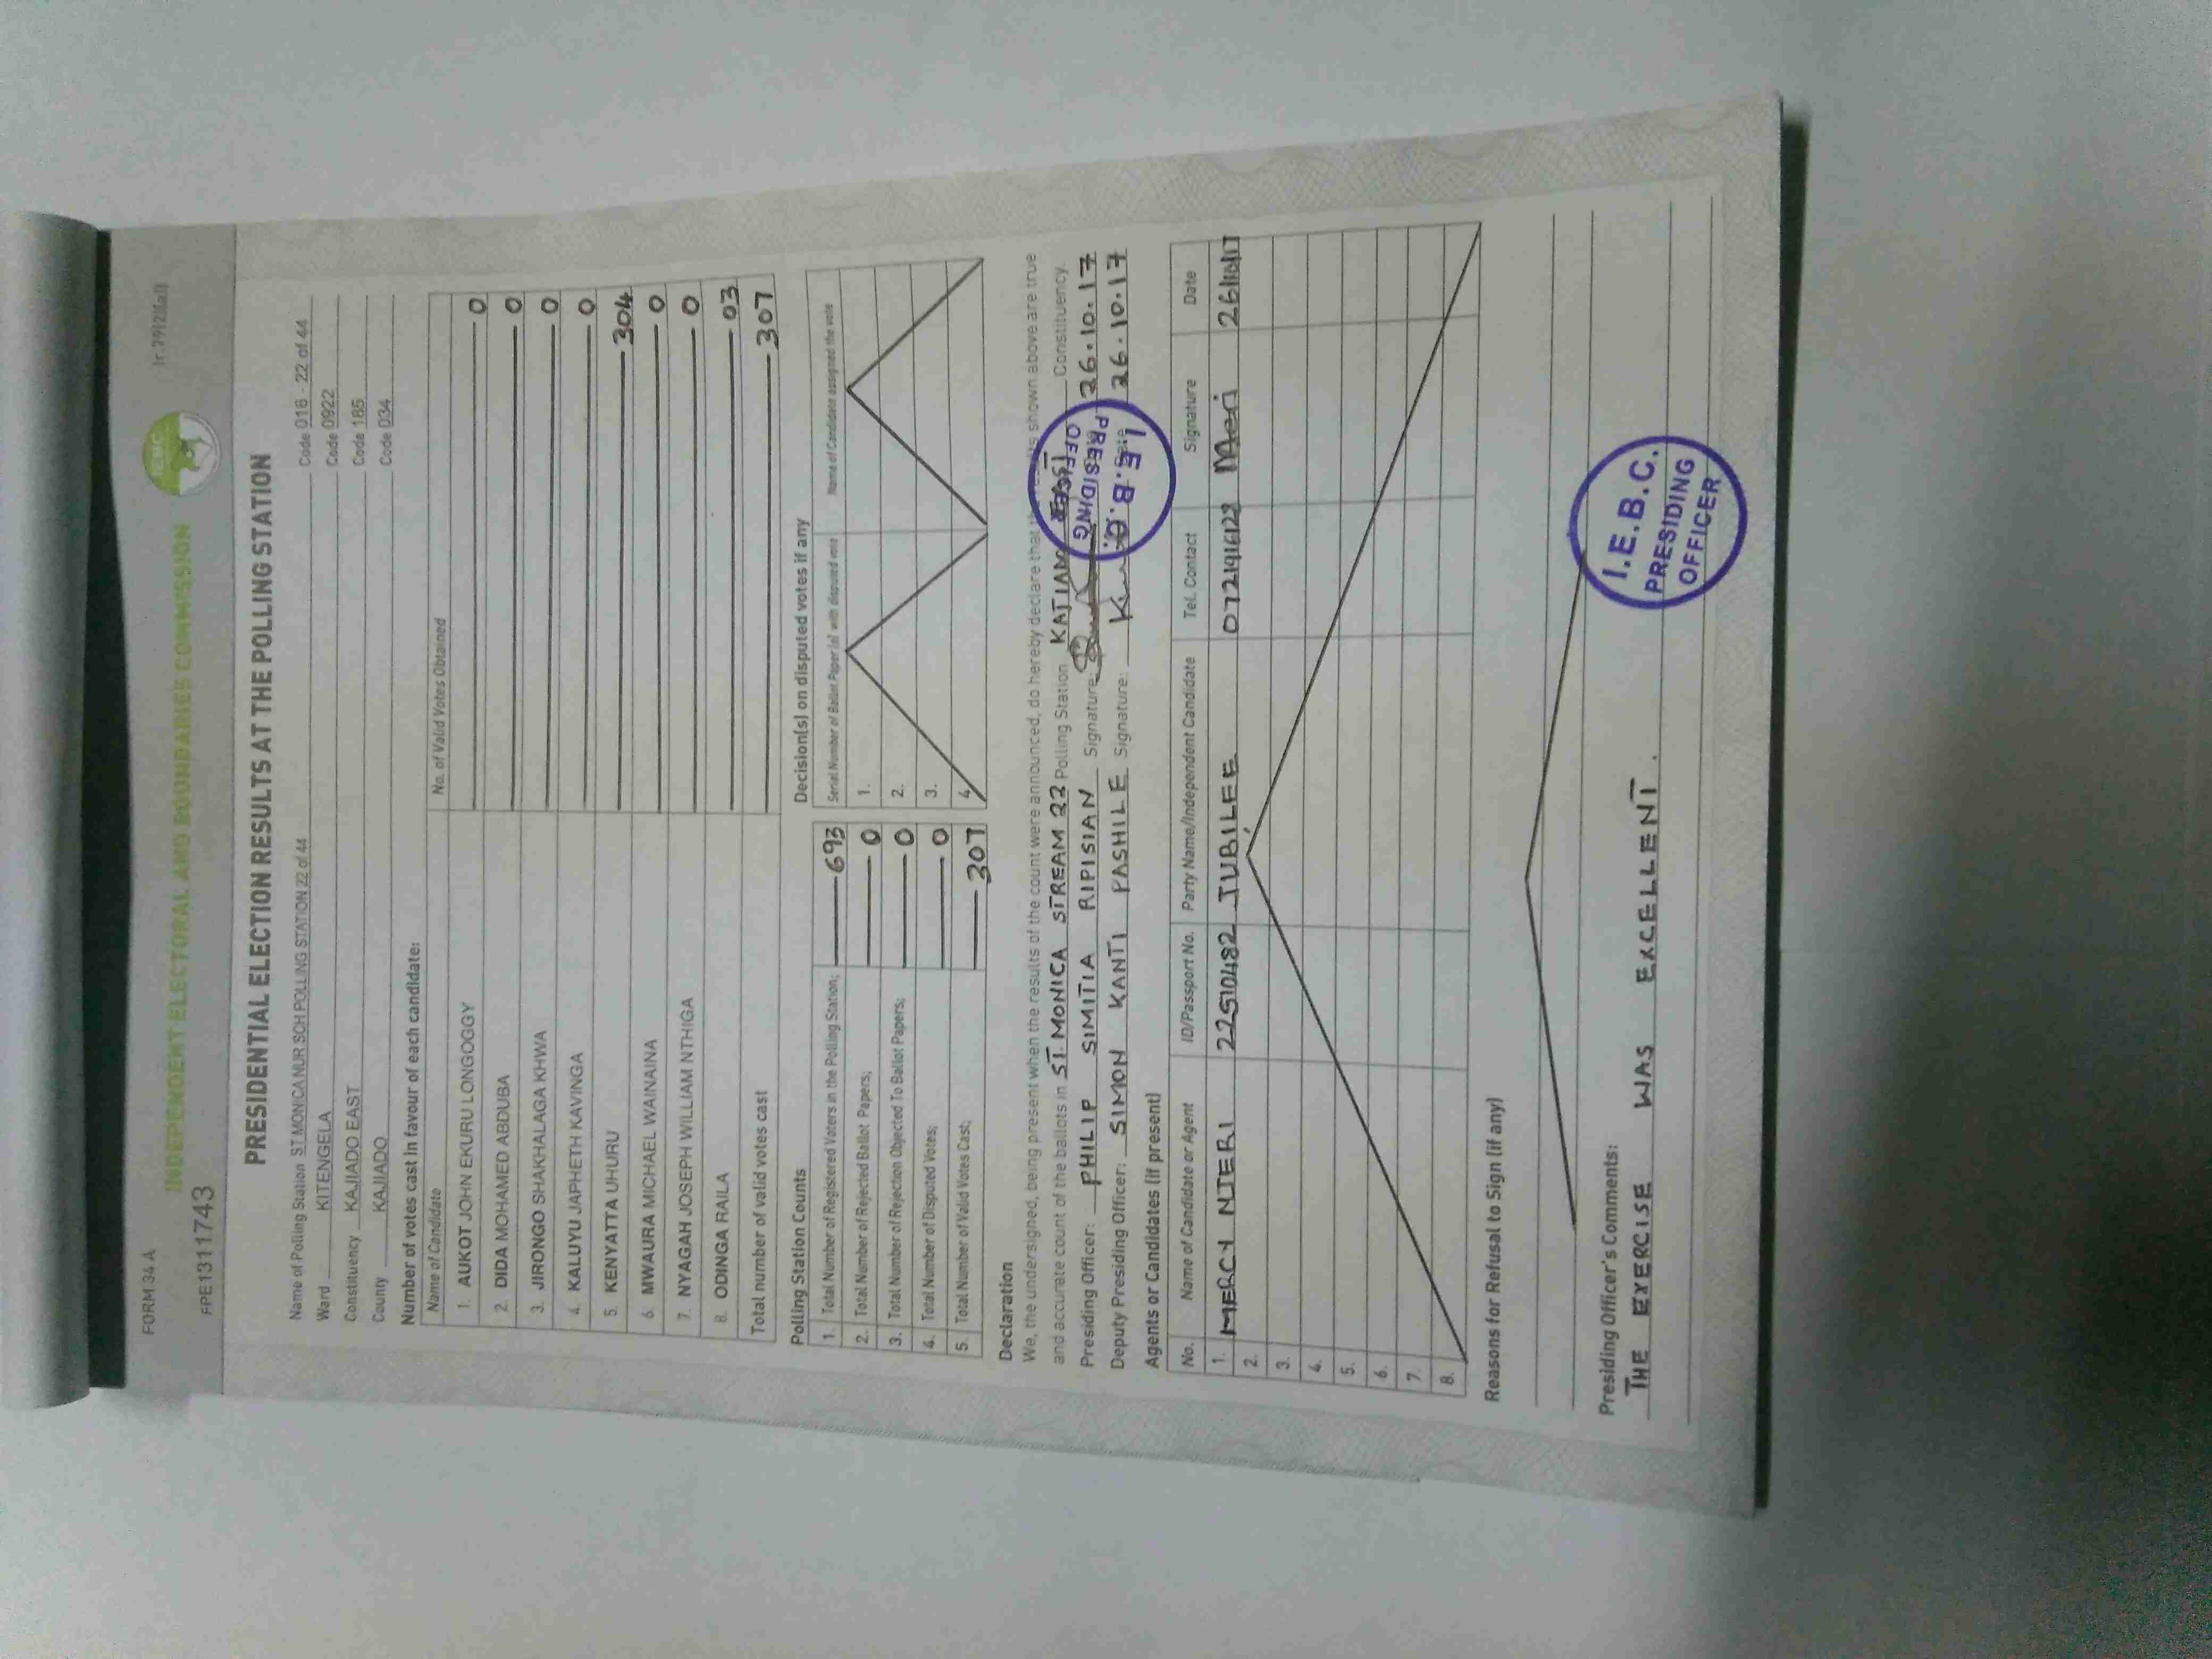 FORM 34 A
INDEPENDENT ELECTORAL AND BOUNDARIES COMMISSION
IEBC
PPE1311743
PRESIDENTIAL ELECTION RESULTS AT THE POLLING STATION
Name of Polling Station ST MONICA NUR SCH POLLING STATION 22 of 44 Code 018 - 22 of 44
Ward KITENGELA Code 0922
Constituency KAJIADO EAST Code 185
County KAJIADO Code 034
Number of votes cast in favour of each candidate:
Name of Candidate No. of Valid Votes Obtained
1. AUKOT JOHN EKURU LONGOGGY 0
2. DIDA MOHAMED ABDUBA 0
3. JIRONGO SHAKHALAGA KHWA 0
4. KALUYU JAPHETH KAVINGA 0
5. KENYATTA UHURU 304
6. MWAURA MICHAEL WAINAINA 0
7. NYAGAH JOSEPH WILLIAM NTHIGA 0
8. ODINGA RAILA 03
Total number of valid votes cast 307
Polling Station Counts
1. Total Number of Registered Voters in the Polling Station; 693
2. Total Number of Rejected Ballot Papers; 0
3. Total Number of Rejection Objected To Ballot Papers; 0
4. Total Number of Disputed Votes; 0
5. Total Number of Valid Votes Cast; 307
Decision(s) on disputed votes if any
Serial Number of Ballot Paper (s) with disputed vote Name of Candidate assigned the vote
1.
2.
3.
4.
Declaration
We, the undersigned, being present when the results of the count were announced, do hereby declare that the results shown above are true
and accurate count of the ballots in ST. MONICA STREAM 22 Polling Station EAST Constituency.
Presiding Officer: PHILIP SIMITIA RIPISIAN Signature: 26.10.17
Deputy Presiding Officer: SIMON KANTI PASHILE Signature: Date 26.10.17
I.E.B.C.
PRESIDING
OFFICER
Agents or Candidates (if present)
No. Name of Candidate or Agent ID/Passport No. Party Name/Independent Candidate Tel. Contact Signature Date
1. MERCY NJERI 22510482 JUBILEE 26/10/17
2.
3.
4.
5.
6.
7.
8.
Reasons for Refusal to Sign (if any)
Presiding Officer's Comments:
THE EXERCISE WAS EXCELLENT.
I.E.B.C.
PRESIDING
OFFICER